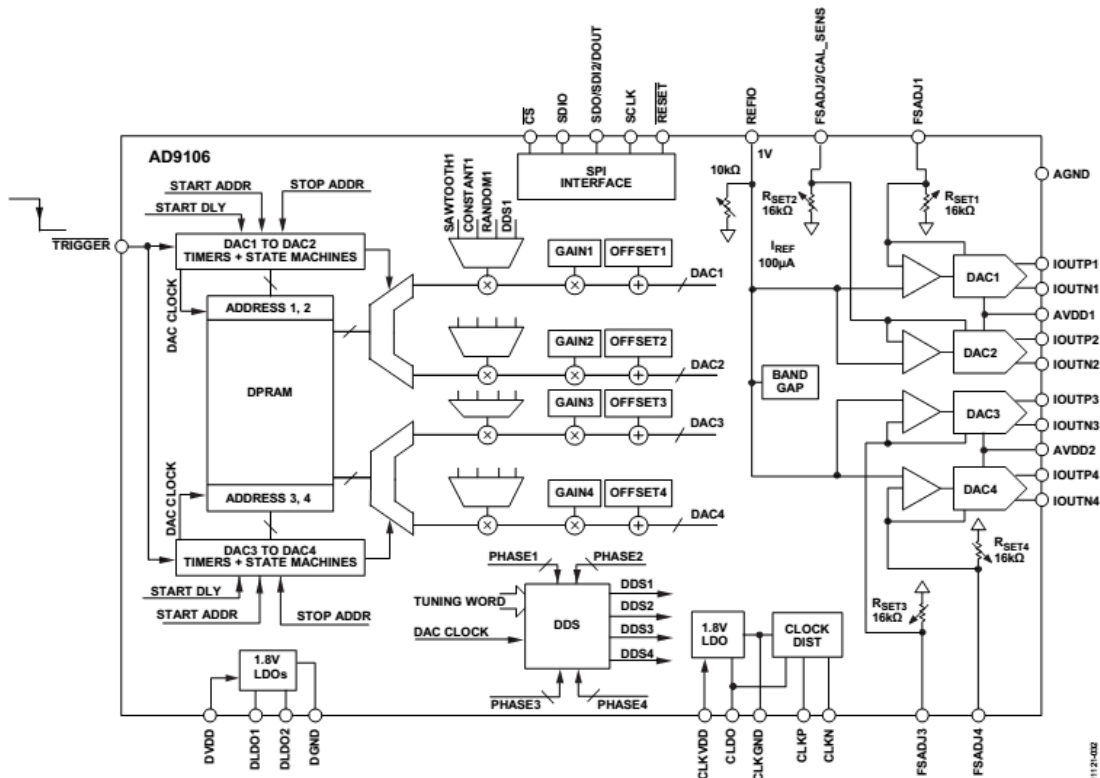 CS
SDIO
SDO/SDI2/DOUT
SCLK
RESET
REFIO
FSADJ2/CAL_SENS
FSADJ1
AD9106
SPI
INTERFACE
1V
AGND
START ADDR
STOP ADDR
START DLY
TRIGGER
DAC1 TO DAC2
TIMERS + STATE MACHINES
SAWTOOTH1
CONSTANT1
RANDOM1
DDS1
10kΩ
RSET2
16kΩ
RSET1
16kΩ
IREF
100µA
GAIN1
OFFSET1
DAC1
DAC CLOCK
ADDRESS 1, 2
DPRAM
GAIN2
OFFSET2
DAC2
GAIN3
OFFSET3
DAC3
GAIN4
OFFSET4
DAC4
BAND
GAP
DAC1
IOUTP1
IOUTN1
AVDD1
DAC2
IOUTP2
IOUTN2
DAC3
IOUTP3
IOUTN3
AVDD2
DAC4
IOUTP4
IOUTN4
DAC CLOCK
ADDRESS 3, 4
DAC3 TO DAC4
TIMERS + STATE MACHINES
START DLY
START ADDR
STOP ADDR
PHASE1
PHASE2
TUNING WORD
DAC CLOCK
DDS
DDS1
DDS2
DDS3
DDS4
PHASE3
PHASE4
RSET4
16kΩ
RSET3
16kΩ
1.8V
LDO
CLOCK
DIST
1.8V
LDOs
DVDD
DLDO1
DLDO2
DGND
CLKVDD
CLDO
CLKGND
CLKP
CLKN
FSADJ3
FSADJ4